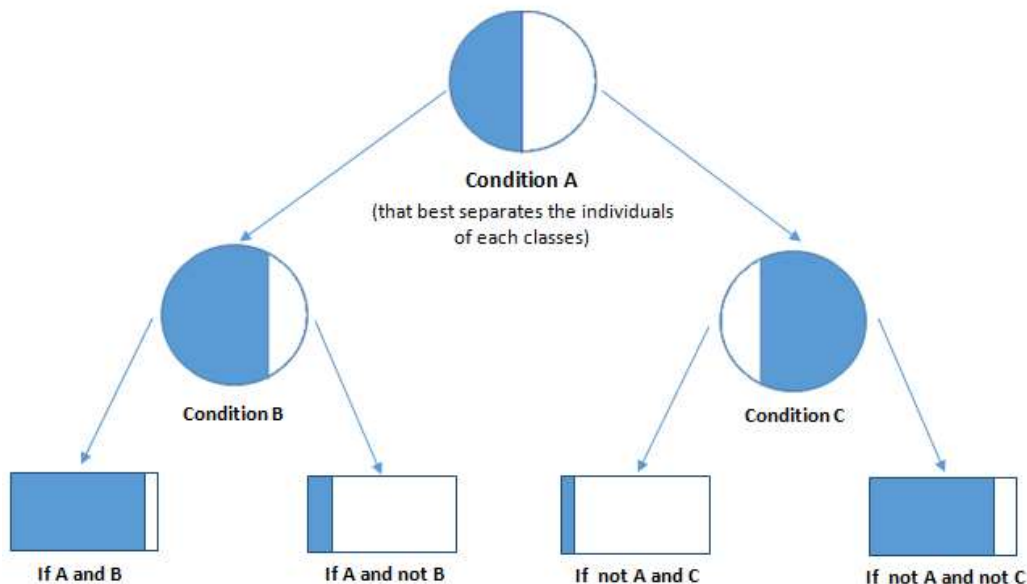 Condition A
(that best separates the individuals
of each classes)
Condition B
Condition C
If A and B
If A and not B
If not A and C
If not A and not C